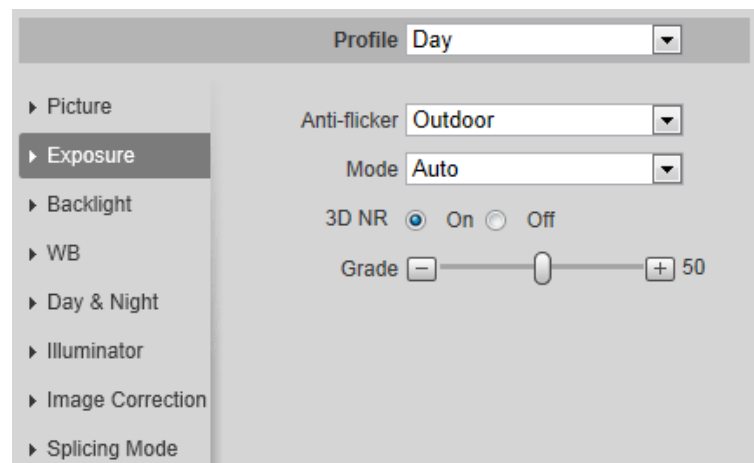 Profile Day
Picture
Exposure
Backlight
WB
Day & Night
Illuminator
Image Correction
Splicing Mode
Anti-flicker Outdoor
Mode Auto
3D NR On Off
Grade 50